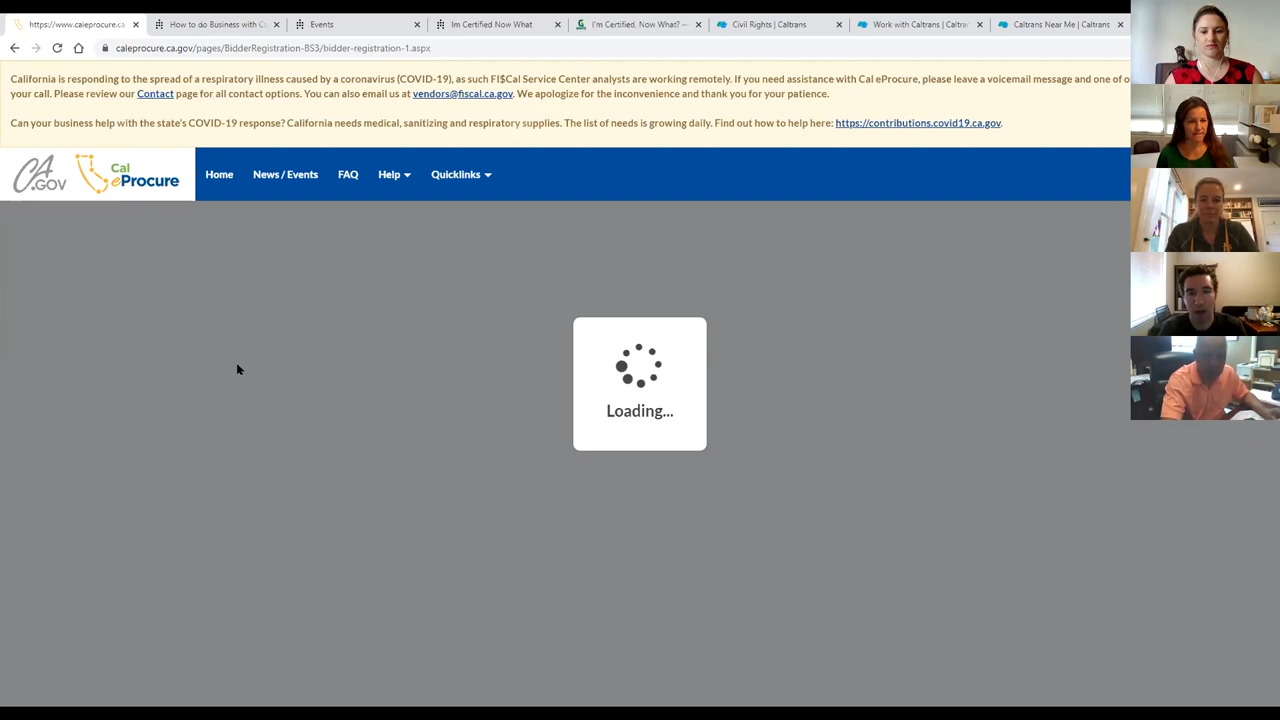 https://www.caleprocure.ca
How to do Business with Ca
Events
Im Certified Now What
I'm Certified, Now What? —
Civil Rights | Caltrans
Work with Caltrans | Caltran
Caltrans Near Me | Caltrans
caleprocure.ca.gov/pages/BidderRegistration-BS3/bidder-registration-1.aspx
California is responding to the spread of a respiratory illness caused by a coronavirus (COVID-19), as such FI$Cal Service Center analysts are working remotely. If you need assistance with Cal eProcure, please leave a voicemail message and one of o
your call. Please review our Contact page for all contact options. You can also email us at vendors@fiscal.ca.gov. We apologize for the inconvenience and thank you for your patience.
Can your business help with the state's COVID-19 response? California needs medical, sanitizing and respiratory supplies. The list of needs is growing daily. Find out how to help here: https://contributions.covid19.ca.gov.
CA.GOV
Cal eProcure
Home
News / Events
FAQ
Help
Quicklinks
Loading...